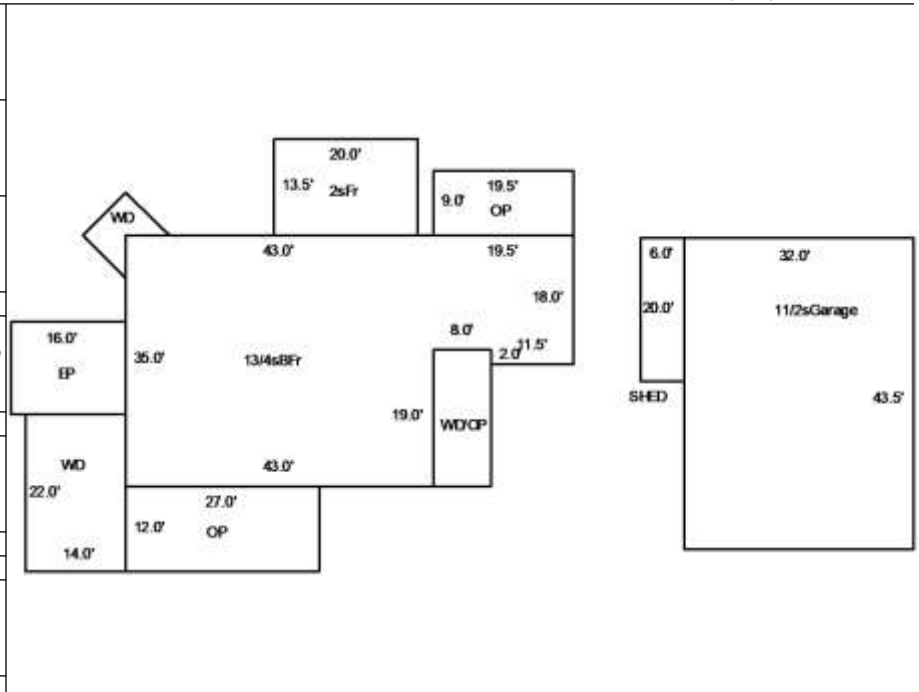 20.0'
13.5' 2sFr
19.5'
9.0' OP
WD
43.0' 19.5'
6.0' 32.0'
18.0'
20.0' 11/2sGarage
8.0'
16.0' 11.5'
2.0'
35.0' 13/4sBFr
EP
SHED 43.5'
19.0' WD/OP
WD 43.0'
22.0' 27.0'
12.0' OP
14.0'